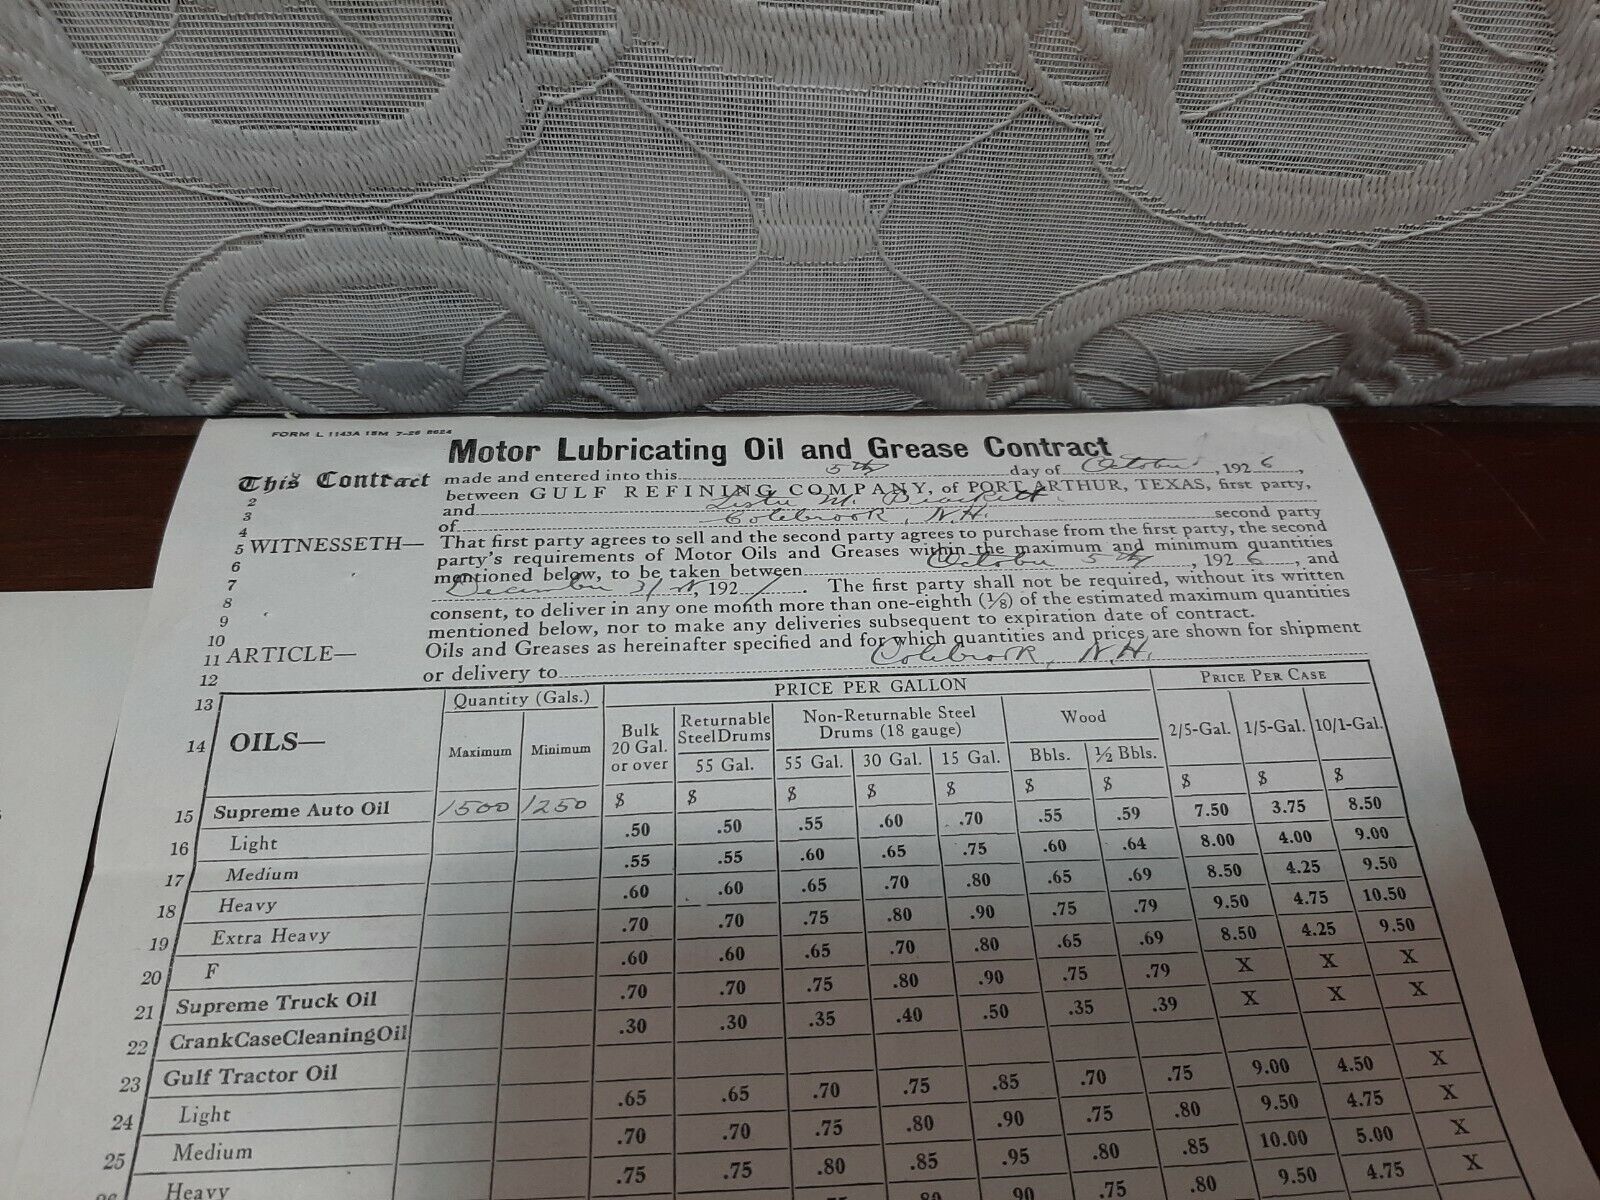 FORM L 1143A 15M 7-26 8624
Motor Lubricating Oil and Grease Contract
This Contract made and entered into this 5th day of October, 1926,
2 between GULF REFINING COMPANY, of PORT ARTHUR, TEXAS, first party,
3 and Lester M.
4 of Colebrook, N.H. second party
5 WITNESSETH— That first party agrees to sell and the second party agrees to purchase from the first party, the second
6 party's requirements of Motor Oils and Greases within the maximum and minimum quantities
7 mentioned below, to be taken between October 5th, 1926, and
8 December 31st, 1927. The first party shall not be required, without its written
9 consent, to deliver in any one month more than one-eighth (1/8) of the estimated maximum quantities
10 mentioned below, nor to make any deliveries subsequent to expiration date of contract.
11 ARTICLE— Oils and Greases as hereinafter specified and for which quantities and prices are shown for shipment
12 or delivery to Colebrook, N.H.
13 Quantity (Gals.) PRICE PER GALLON PRICE PER CASE
14 OILS— Maximum Minimum Bulk 20 Gal. or over Returnable Steel Drums 55 Gal. Non-Returnable Steel Drums (18 gauge) 55 Gal. 30 Gal. 15 Gal. Wood Bbls. ½ Bbls. 2/5-Gal. 1/5-Gal. 10/1-Gal.
$ $ $ $ $ $ $ $ $ $
15 Supreme Auto Oil 1500 1250
16 Light .50 .50 .55 .60 .70 .55 .59 7.50 3.75 8.50
17 Medium .55 .55 .60 .65 .75 .60 .64 8.00 4.00 9.00
18 Heavy .60 .60 .65 .70 .80 .65 .69 8.50 4.25 9.50
19 Extra Heavy .70 .70 .75 .80 .90 .75 .79 9.50 4.75 10.50
20 F .60 .60 .65 .70 .80 .65 .69 8.50 4.25 9.50
21 Supreme Truck Oil .70 .70 .75 .80 .90 .75 .79 X X X
22 CrankCaseCleaningOil .30 .30 .35 .40 .50 .35 .39 X X X
23 Gulf Tractor Oil
24 Light .65 .65 .70 .75 .85 .70 .75 9.00 4.50 X
25 Medium .70 .70 .75 .80 .90 .75 .80 9.50 4.75 X
26 Heavy .75 .75 .80 .85 .95 .80 .85 10.00 5.00 X
.80 .90 .75 .80 9.50 4.75 X